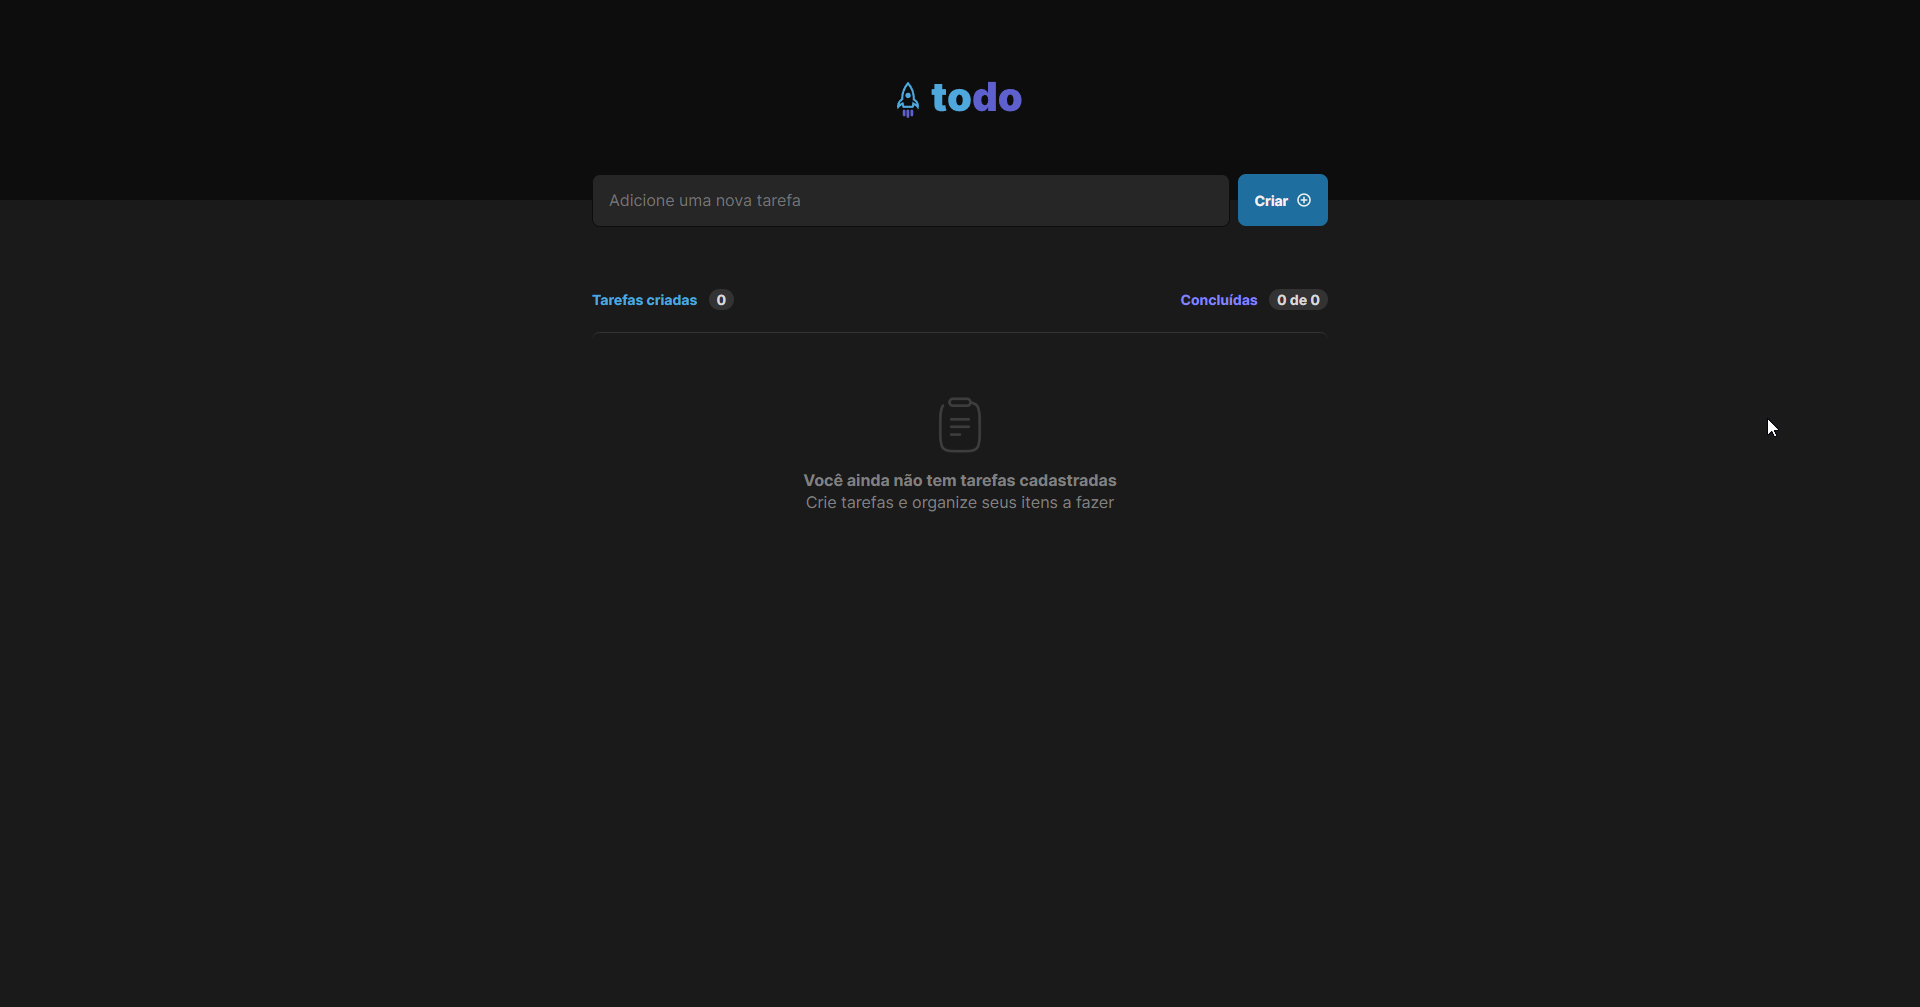 todo
Adicione uma nova tarefa
Criar
Tarefas criadas 0
Concluídas 0 de 0
Você ainda não tem tarefas cadastradas
Crie tarefas e organize seus itens a fazer